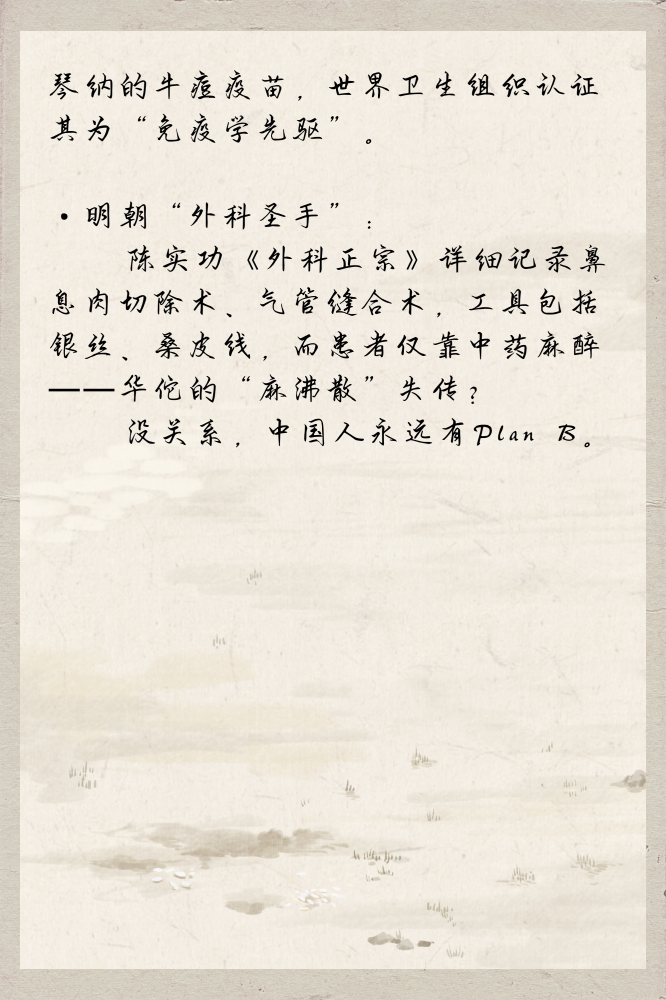 琴纳的牛痘疫苗，世界卫生组织认证
其为“免疫学先驱”。
•明朝“外科圣手”：
陈实功《外科正宗》详细记录鼻
息肉切除术、气管缝合术，工具包括
银丝、桑皮线，而患者仅靠中药麻醉
——华佗的“麻沸散”失传？
没关系，中国人永远有Plan B。